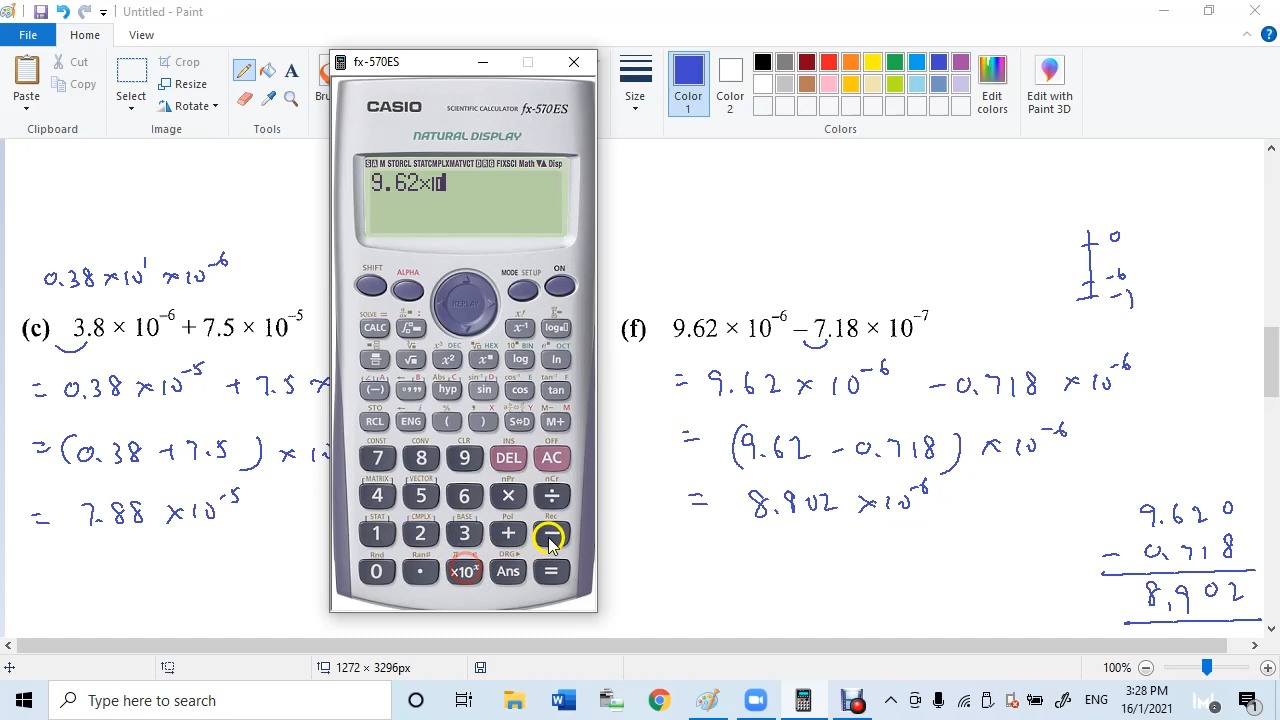 Untitled - Paint
File Home View
Paste
Cut
Copy
Clipboard
Select
Crop
Resize
Rotate
Image
Tools
Size
Color 1
Color 2
Edit colors
Edit with Paint 3D
Colors
fx-570ES
CASIO SCIENTIFIC CALCULATOR fx-570ES
NATURAL DISPLAY
9.62×10
SHIFT ALPHA MODE SETUP ON
REPLAY
CALC
hyp sin cos tan
log ln
RCL ENG ( ) S⇔D M+
7 8 9 DEL AC
4 5 6 × ÷
1 2 3 + −
0 . ×10ˣ Ans =
0.38 ×10¹ ×10⁻⁶
(c) 3.8 × 10⁻⁶ + 7.5 × 10⁻⁵
= 0.38 ×10⁻⁵ + 7.5 ×
= (0.38 + 7.5) × 10
= 7.88 ×10⁻⁵
0
-6
-7
(f) 9.62 × 10⁻⁶ – 7.18 × 10⁻⁷
= 9.62 × 10⁻⁶ - 0.718 ×10⁻⁶
= (9.62 - 0.718) ×10⁻⁶
= 8.902 ×10⁻⁶
9.620
- 0.718
8.902
1272 × 3296px
100%
Type here to search
3:28 PM
16/1/2021